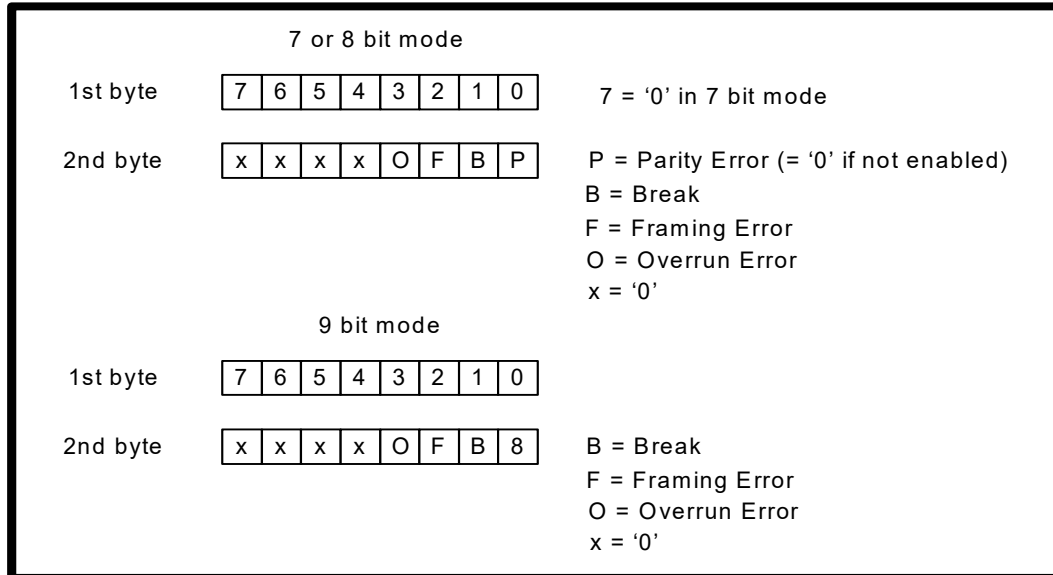 7 or 8 bit mode
1st byte 7 6 5 4 3 2 1 0 7 = ‘0’ in 7 bit mode
2nd byte x x x x O F B P P = Parity Error (= ‘0’ if not enabled)
B = Break
F = Framing Error
O = Overrun Error
x = ‘0’
9 bit mode
1st byte 7 6 5 4 3 2 1 0
2nd byte x x x x O F B 8 B = Break
F = Framing Error
O = Overrun Error
x = ‘0’